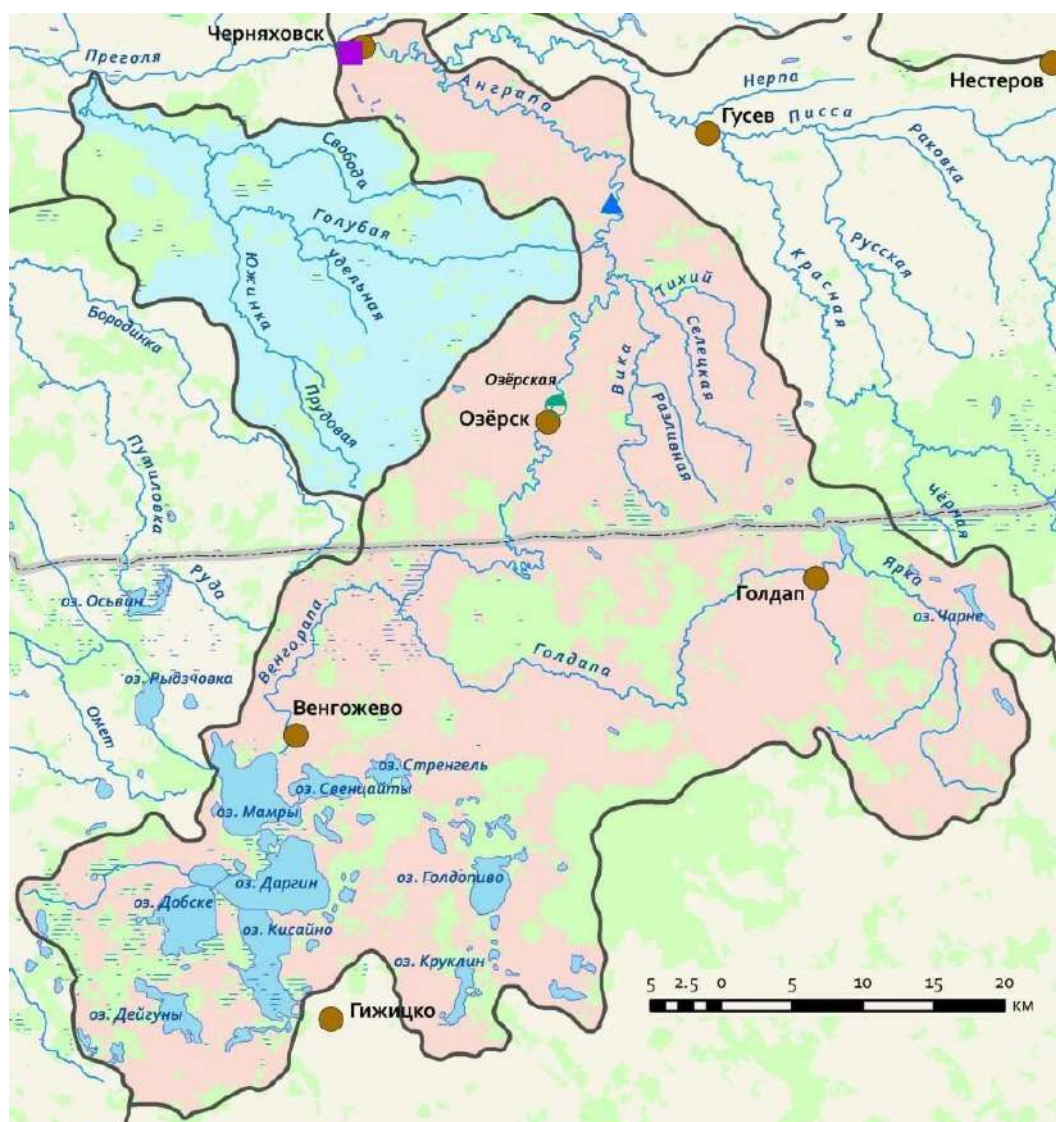 Черняховск
Преголя
Анграпа
Нерпа
Нестеров
Гусев
Писса
Раковка
Свобода
Голубая
удельная
Южинка
Русская
Красная
Тихий
Селецкая
Вика
Разливная
Бородинка
Прудовая
Озёрская
Озёрск
Путиловка
Чёрная
Руда
оз. Осьвин
Голдап
Ярка
оз. Чарне
Венгорапа
Голдапа
оз. Рыдзчовка
Омет
Венгожево
оз. Стренгель
оз. Свенцайты
оз. Мамры
оз. Даргин
оз. Голдопиво
оз. Добске
оз. Кисайно
оз. Круклин
оз. Дейгуны
Гижицко
5 2.5 0 5 10 15 20
км